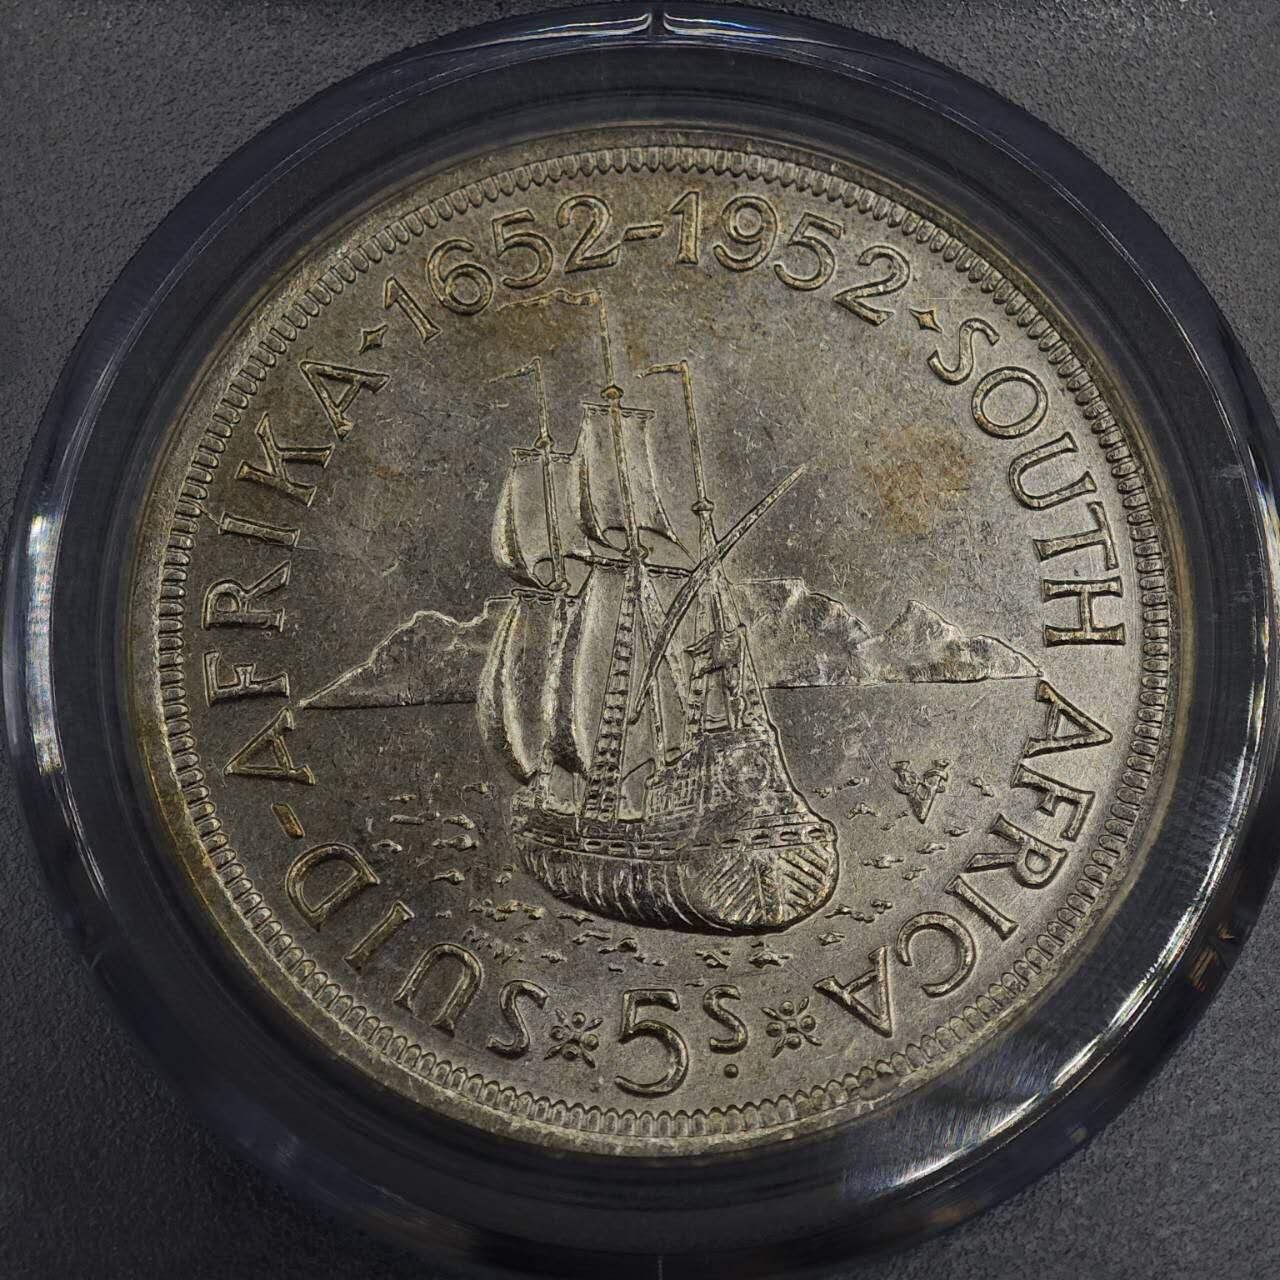 SUID-AFRIKA · 1652-1952 · SOUTH AFRICA
5S.